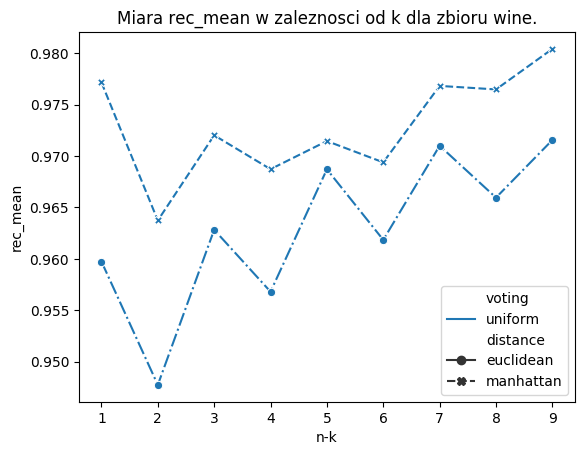 Miara rec_mean w zaleznosci od k dla zbioru wine.
0.980
0.975
0.970
0.965
0.960
0.955
0.950
rec_mean
voting
uniform
distance
euclidean
manhattan
1 2 3 4 5 6 7 8 9
n-k